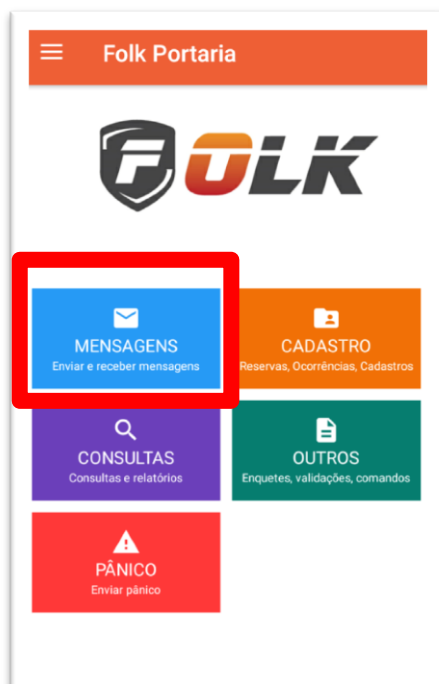 Folk Portaria
FOLK
MENSAGENS
Enviar e receber mensagens
CADASTRO
Reservas, Ocorrências, Cadastros
CONSULTAS
Consultas e relatórios
OUTROS
Enquetes, validações, comandos
PÂNICO
Enviar pânico